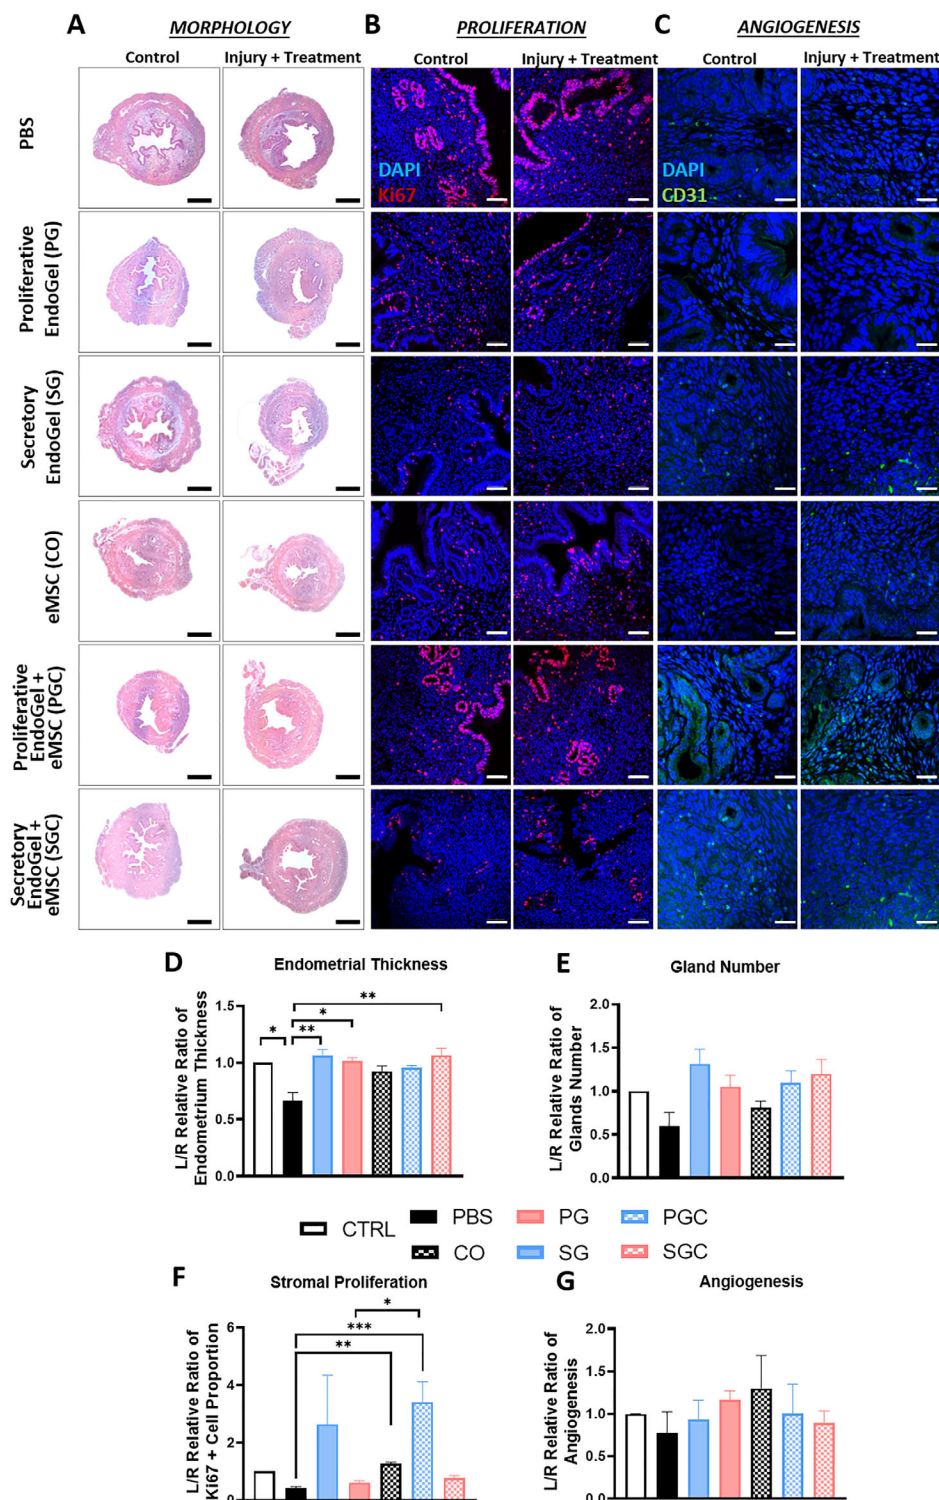 A MORPHOLOGY B PROLIFERATION C ANGIOGENESIS
Control Injury + Treatment Control Injury + Treatment Control Injury + Treatment
PBS
DAPI
Ki67
DAPI
CD31
Proliferative
EndoGel (PG)
Secretory
EndoGel (SG)
eMSC (CO)
Proliferative
EndoGel +
eMSC (PGC)
Secretory
EndoGel +
eMSC (SGC)
D Endometrial Thickness
L/R Relative Ratio of
Endometrium Thickness
1.5
1.0
0.5
0.0
* ** * **
E Gland Number
L/R Relative Ratio of
Glands Number
2.0
1.5
1.0
0.5
0.0
CTRL PBS PG PGC
CO SG SGC
F Stromal Proliferation
L/R Relative Ratio of
Ki67 + Cell Proportion
6
4
2
0
*
***
**
G Angiogenesis
L/R Relative Ratio of
Angiogenesis
2.0
1.5
1.0
0.5
0.0